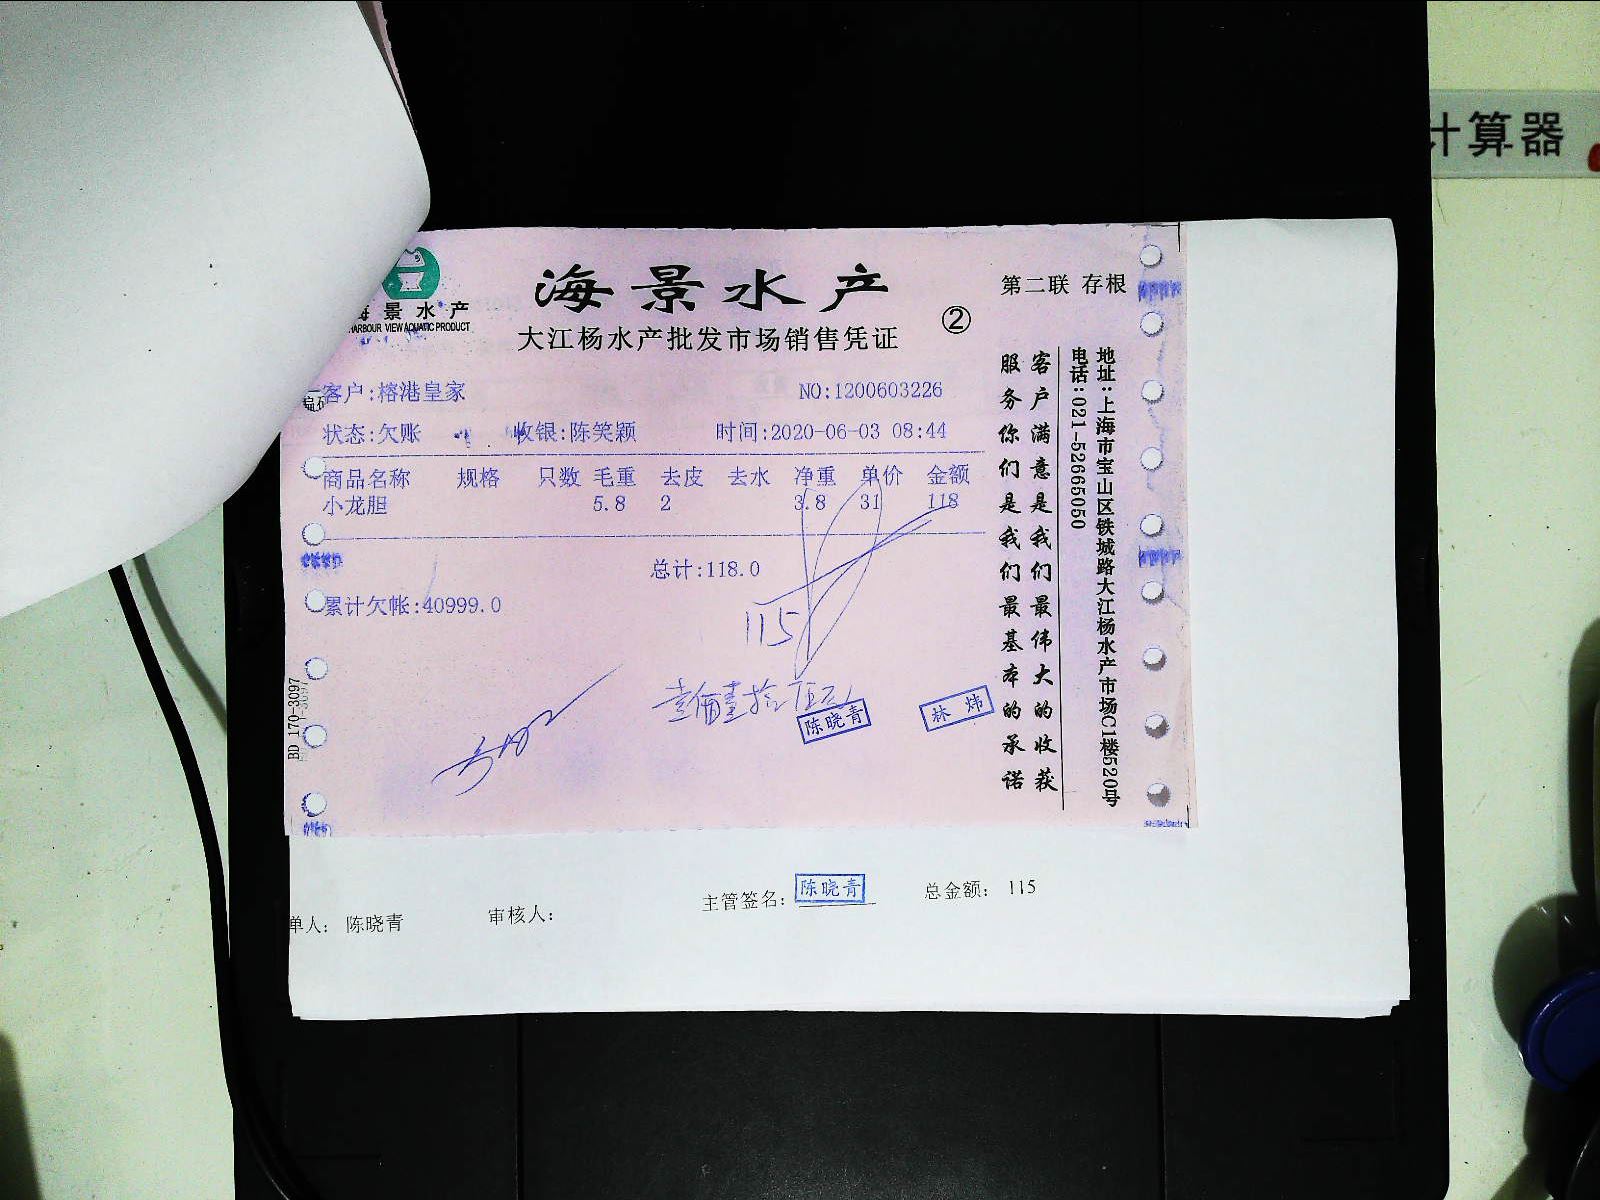 计算器
景水产
HARBOUR VIEW AQUATIC PRODUCT
海景水产
大江杨水产批发市场销售凭证
②
第二联 存根
客户:榕港皇家
NO:1200603226
状态:欠账 收银:陈笑颖 时间:2020-06-03 08:44
商品名称 规格 只数 毛重 去皮 去水 净重 单价 金额
小龙胆 5.8 2 3.8 31 118
总计:118.0
累计欠帐:40999.0
115
壹佰壹拾伍元
陈晓青
林炜
客户满意是我们最伟大的收获
服务你们是我们最基本的承诺
地址:上海市宝山区铁城路大江杨水产市场C1楼520号
电话:021-52665050
BD 170-3097
单人: 陈晓青 审核人: 主管签名: 陈晓青 总金额: 115